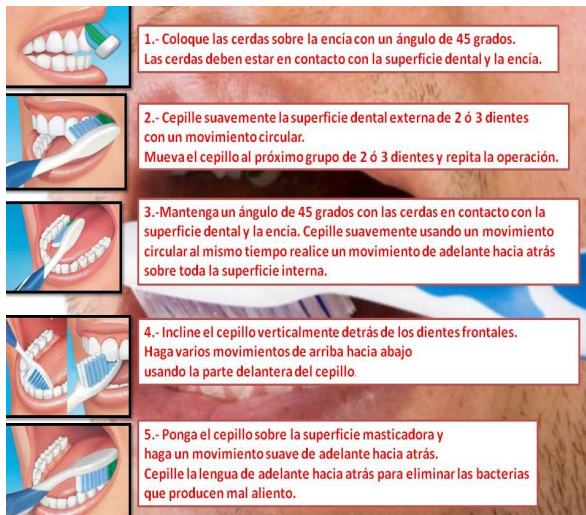 1.- Coloque las cerdas sobre la encía con un ángulo de 45 grados.
Las cerdas deben estar en contacto con la superficie dental y la encía.
2.- Cepille suavemente la superficie dental externa de 2 ó 3 dientes
con un movimiento circular.
Mueva el cepillo al próximo grupo de 2 ó 3 dientes y repita la operación.
3.-Mantenga un ángulo de 45 grados con las cerdas en contacto con la
superficie dental y la encía. Cepille suavemente usando un movimiento
circular al mismo tiempo realice un movimiento de adelante hacia atrás
sobre toda la superficie interna.
4.- Incline el cepillo verticalmente detrás de los dientes frontales.
Haga varios movimientos de arriba hacia abajo
usando la parte delantera del cepillo.
5.- Ponga el cepillo sobre la superficie masticadora y
haga un movimiento suave de adelante hacia atrás.
Cepille la lengua de adelante hacia atrás para eliminar las bacterias
que producen mal aliento.